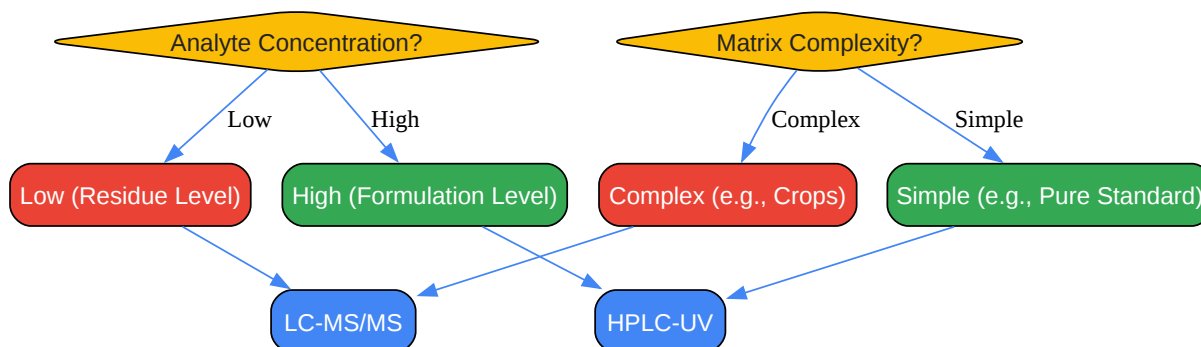 Analyte Concentration?
Matrix Complexity?
Low
High
Complex
Simple
Low (Residue Level)
High (Formulation Level)
Complex (e.g., Crops)
Simple (e.g., Pure Standard)
LC-MS/MS
HPLC-UV